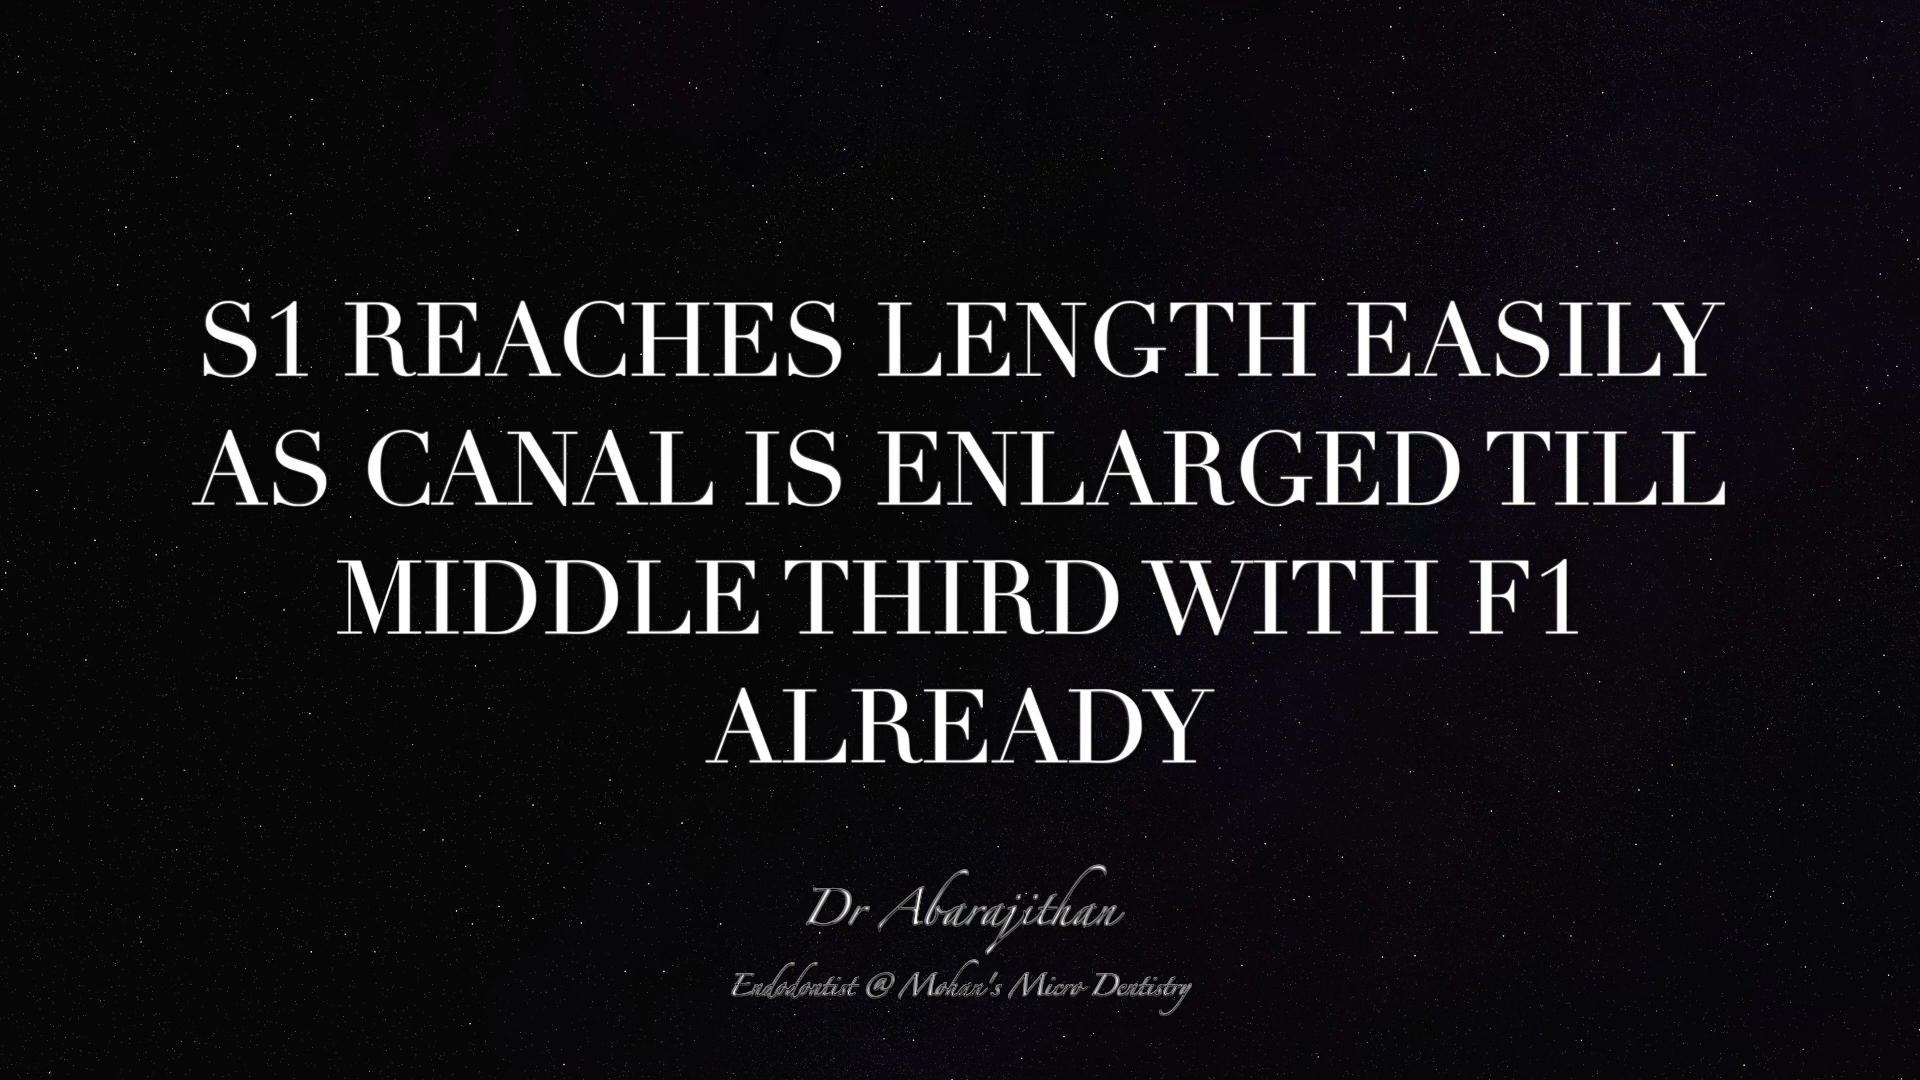 S1 REACHES LENGTH EASILY
AS CANAL IS ENLARGED TILL
MIDDLE THIRD WITH F1
ALREADY
Dr Abarajithan
Endodontist @ Mohan's Micro Dentistry